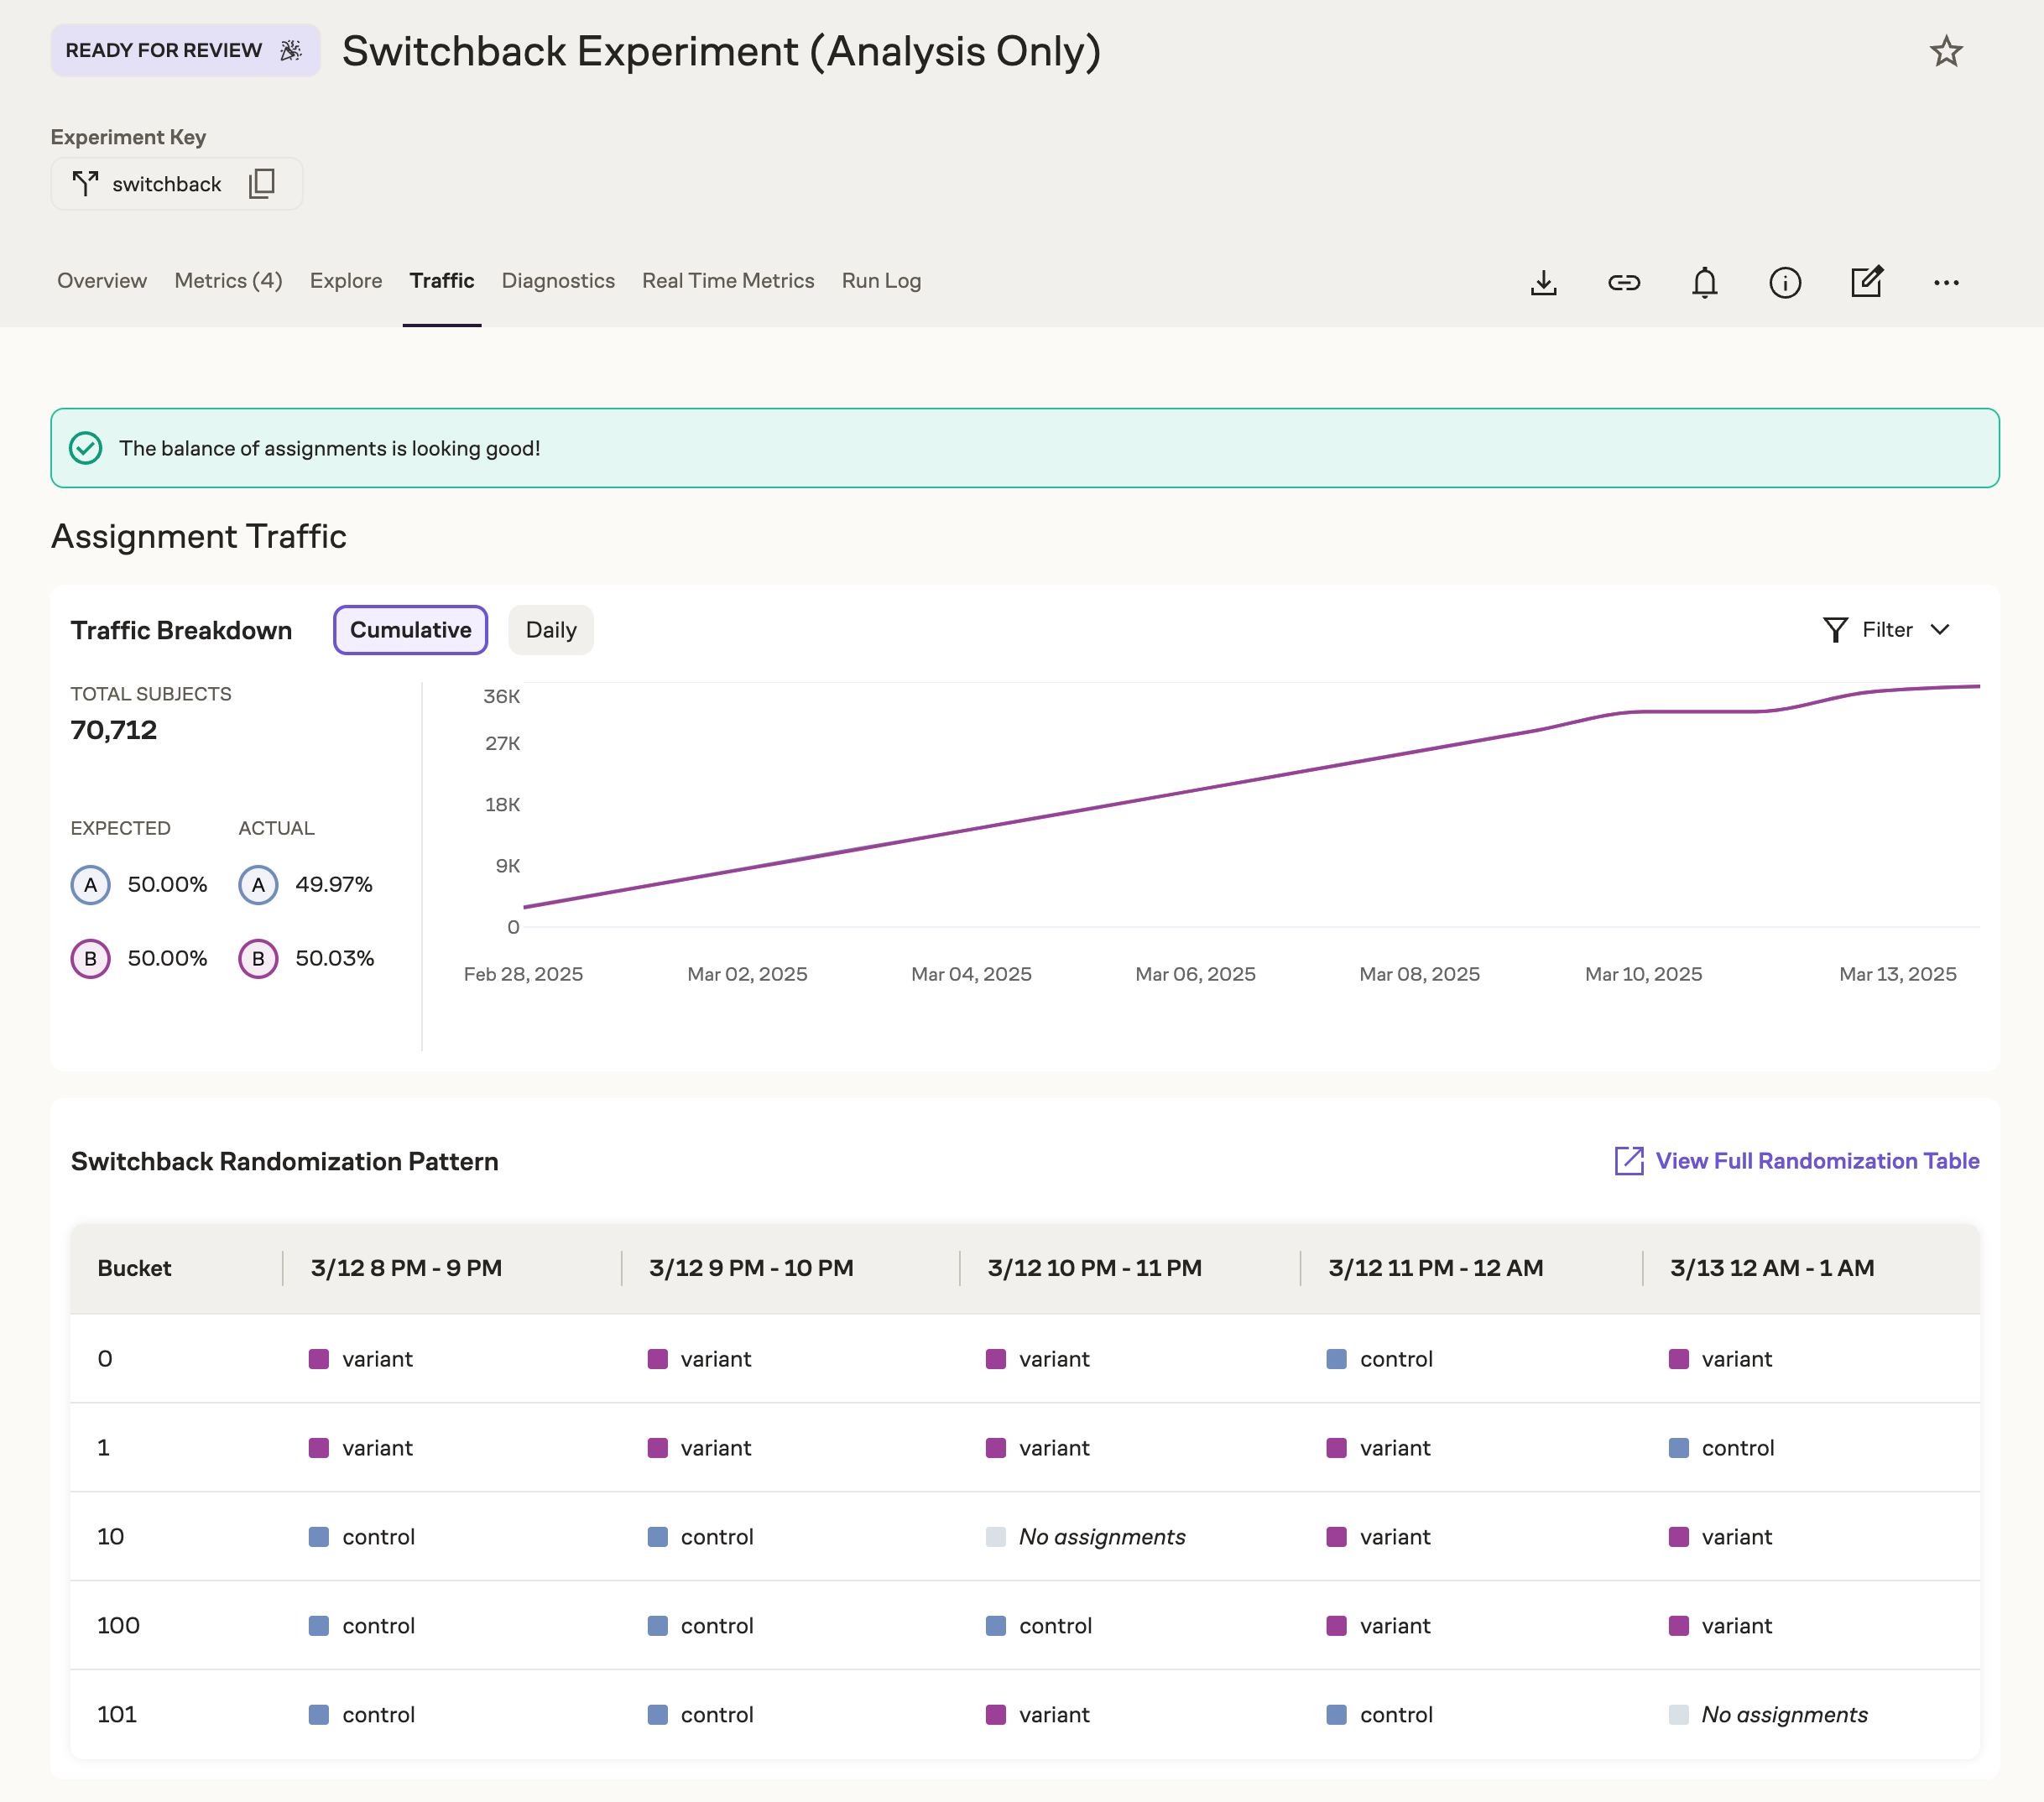 READY FOR REVIEW
Switchback Experiment (Analysis Only)
Experiment Key
switchback
Overview Metrics (4) Explore Traffic Diagnostics Real Time Metrics Run Log
The balance of assignments is looking good!
Assignment Traffic
Traffic Breakdown Cumulative Daily Filter
TOTAL SUBJECTS
70,712
EXPECTED ACTUAL
A 50.00% A 49.97%
B 50.00% B 50.03%
36K
27K
18K
9K
0
Feb 28, 2025 Mar 02, 2025 Mar 04, 2025 Mar 06, 2025 Mar 08, 2025 Mar 10, 2025 Mar 13, 2025
Switchback Randomization Pattern View Full Randomization Table
Bucket 3/12 8 PM - 9 PM 3/12 9 PM - 10 PM 3/12 10 PM - 11 PM 3/12 11 PM - 12 AM 3/13 12 AM - 1 AM
0 variant variant variant control variant
1 variant variant variant variant control
10 control control No assignments variant variant
100 control control control variant variant
101 control control variant control No assignments